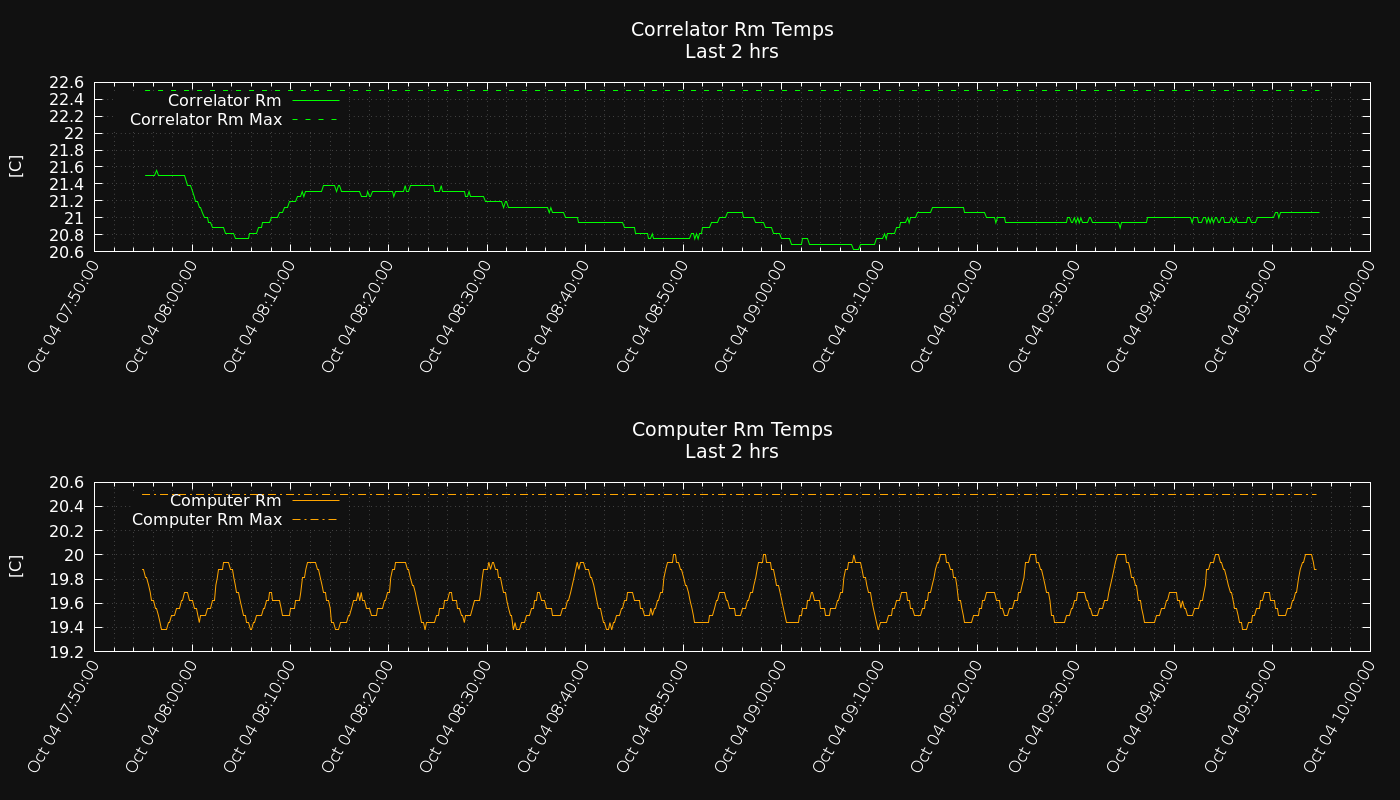 Correlator Rm Temps
Last 2 hrs
22.6
22.4
22.2
22
21.8
21.6
21.4
21.2
21
20.8
20.6
[C]
Correlator Rm
Correlator Rm Max
Oct 04 07:50:00
Oct 04 08:00:00
Oct 04 08:10:00
Oct 04 08:20:00
Oct 04 08:30:00
Oct 04 08:40:00
Oct 04 08:50:00
Oct 04 09:00:00
Oct 04 09:10:00
Oct 04 09:20:00
Oct 04 09:30:00
Oct 04 09:40:00
Oct 04 09:50:00
Oct 04 10:00:00
Computer Rm Temps
Last 2 hrs
20.6
20.4
20.2
20
19.8
19.6
19.4
19.2
[C]
Computer Rm
Computer Rm Max
Oct 04 07:50:00
Oct 04 08:00:00
Oct 04 08:10:00
Oct 04 08:20:00
Oct 04 08:30:00
Oct 04 08:40:00
Oct 04 08:50:00
Oct 04 09:00:00
Oct 04 09:10:00
Oct 04 09:20:00
Oct 04 09:30:00
Oct 04 09:40:00
Oct 04 09:50:00
Oct 04 10:00:00